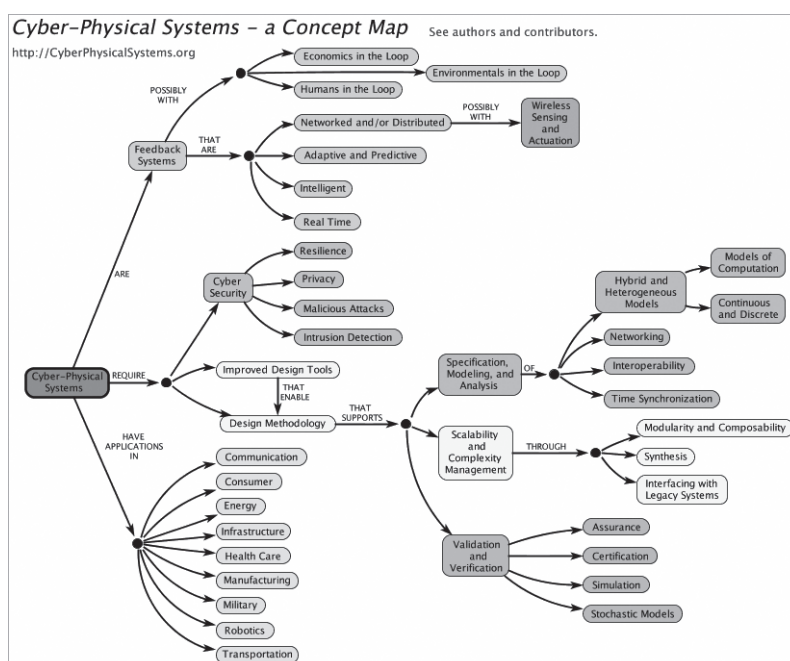 Cyber-Physical Systems – a Concept Map
See authors and contributors.
http://CyberPhysicalSystems.org
Economics in the Loop
Environmentals in the Loop
Humans in the Loop
POSSIBLY
WITH
Networked and/or Distributed
POSSIBLY
WITH
Wireless
Sensing
and
Actuation
Feedback
Systems
THAT
ARE
Adaptive and Predictive
Intelligent
Real Time
ARE
Resilience
Cyber
Security
Privacy
Malicious Attacks
Intrusion Detection
Models of
Computation
Hybrid and
Heterogeneous
Models
Continuous
and Discrete
Networking
Cyber-Physical
Systems
REQUIRE
Improved Design Tools
THAT
ENABLE
Design Methodology
THAT
SUPPORTS
Specification,
Modeling, and
Analysis
OF
Interoperability
Time Synchronization
Scalability
and
Complexity
Management
THROUGH
Modularity and Composability
Synthesis
Interfacing with
Legacy Systems
HAVE
APPLICATIONS
IN
Communication
Consumer
Energy
Infrastructure
Health Care
Manufacturing
Military
Robotics
Transportation
Validation
and
Verification
Assurance
Certification
Simulation
Stochastic Models